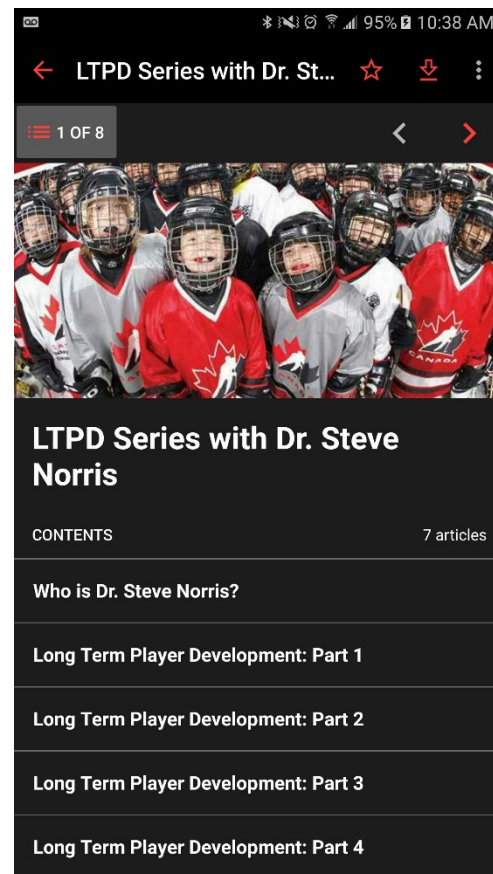 95% 10:38 AM
LTPD Series with Dr. St...
1 OF 8
CANADA
LTPD Series with Dr. Steve
Norris
CONTENTS 7 articles
Who is Dr. Steve Norris?
Long Term Player Development: Part 1
Long Term Player Development: Part 2
Long Term Player Development: Part 3
Long Term Player Development: Part 4